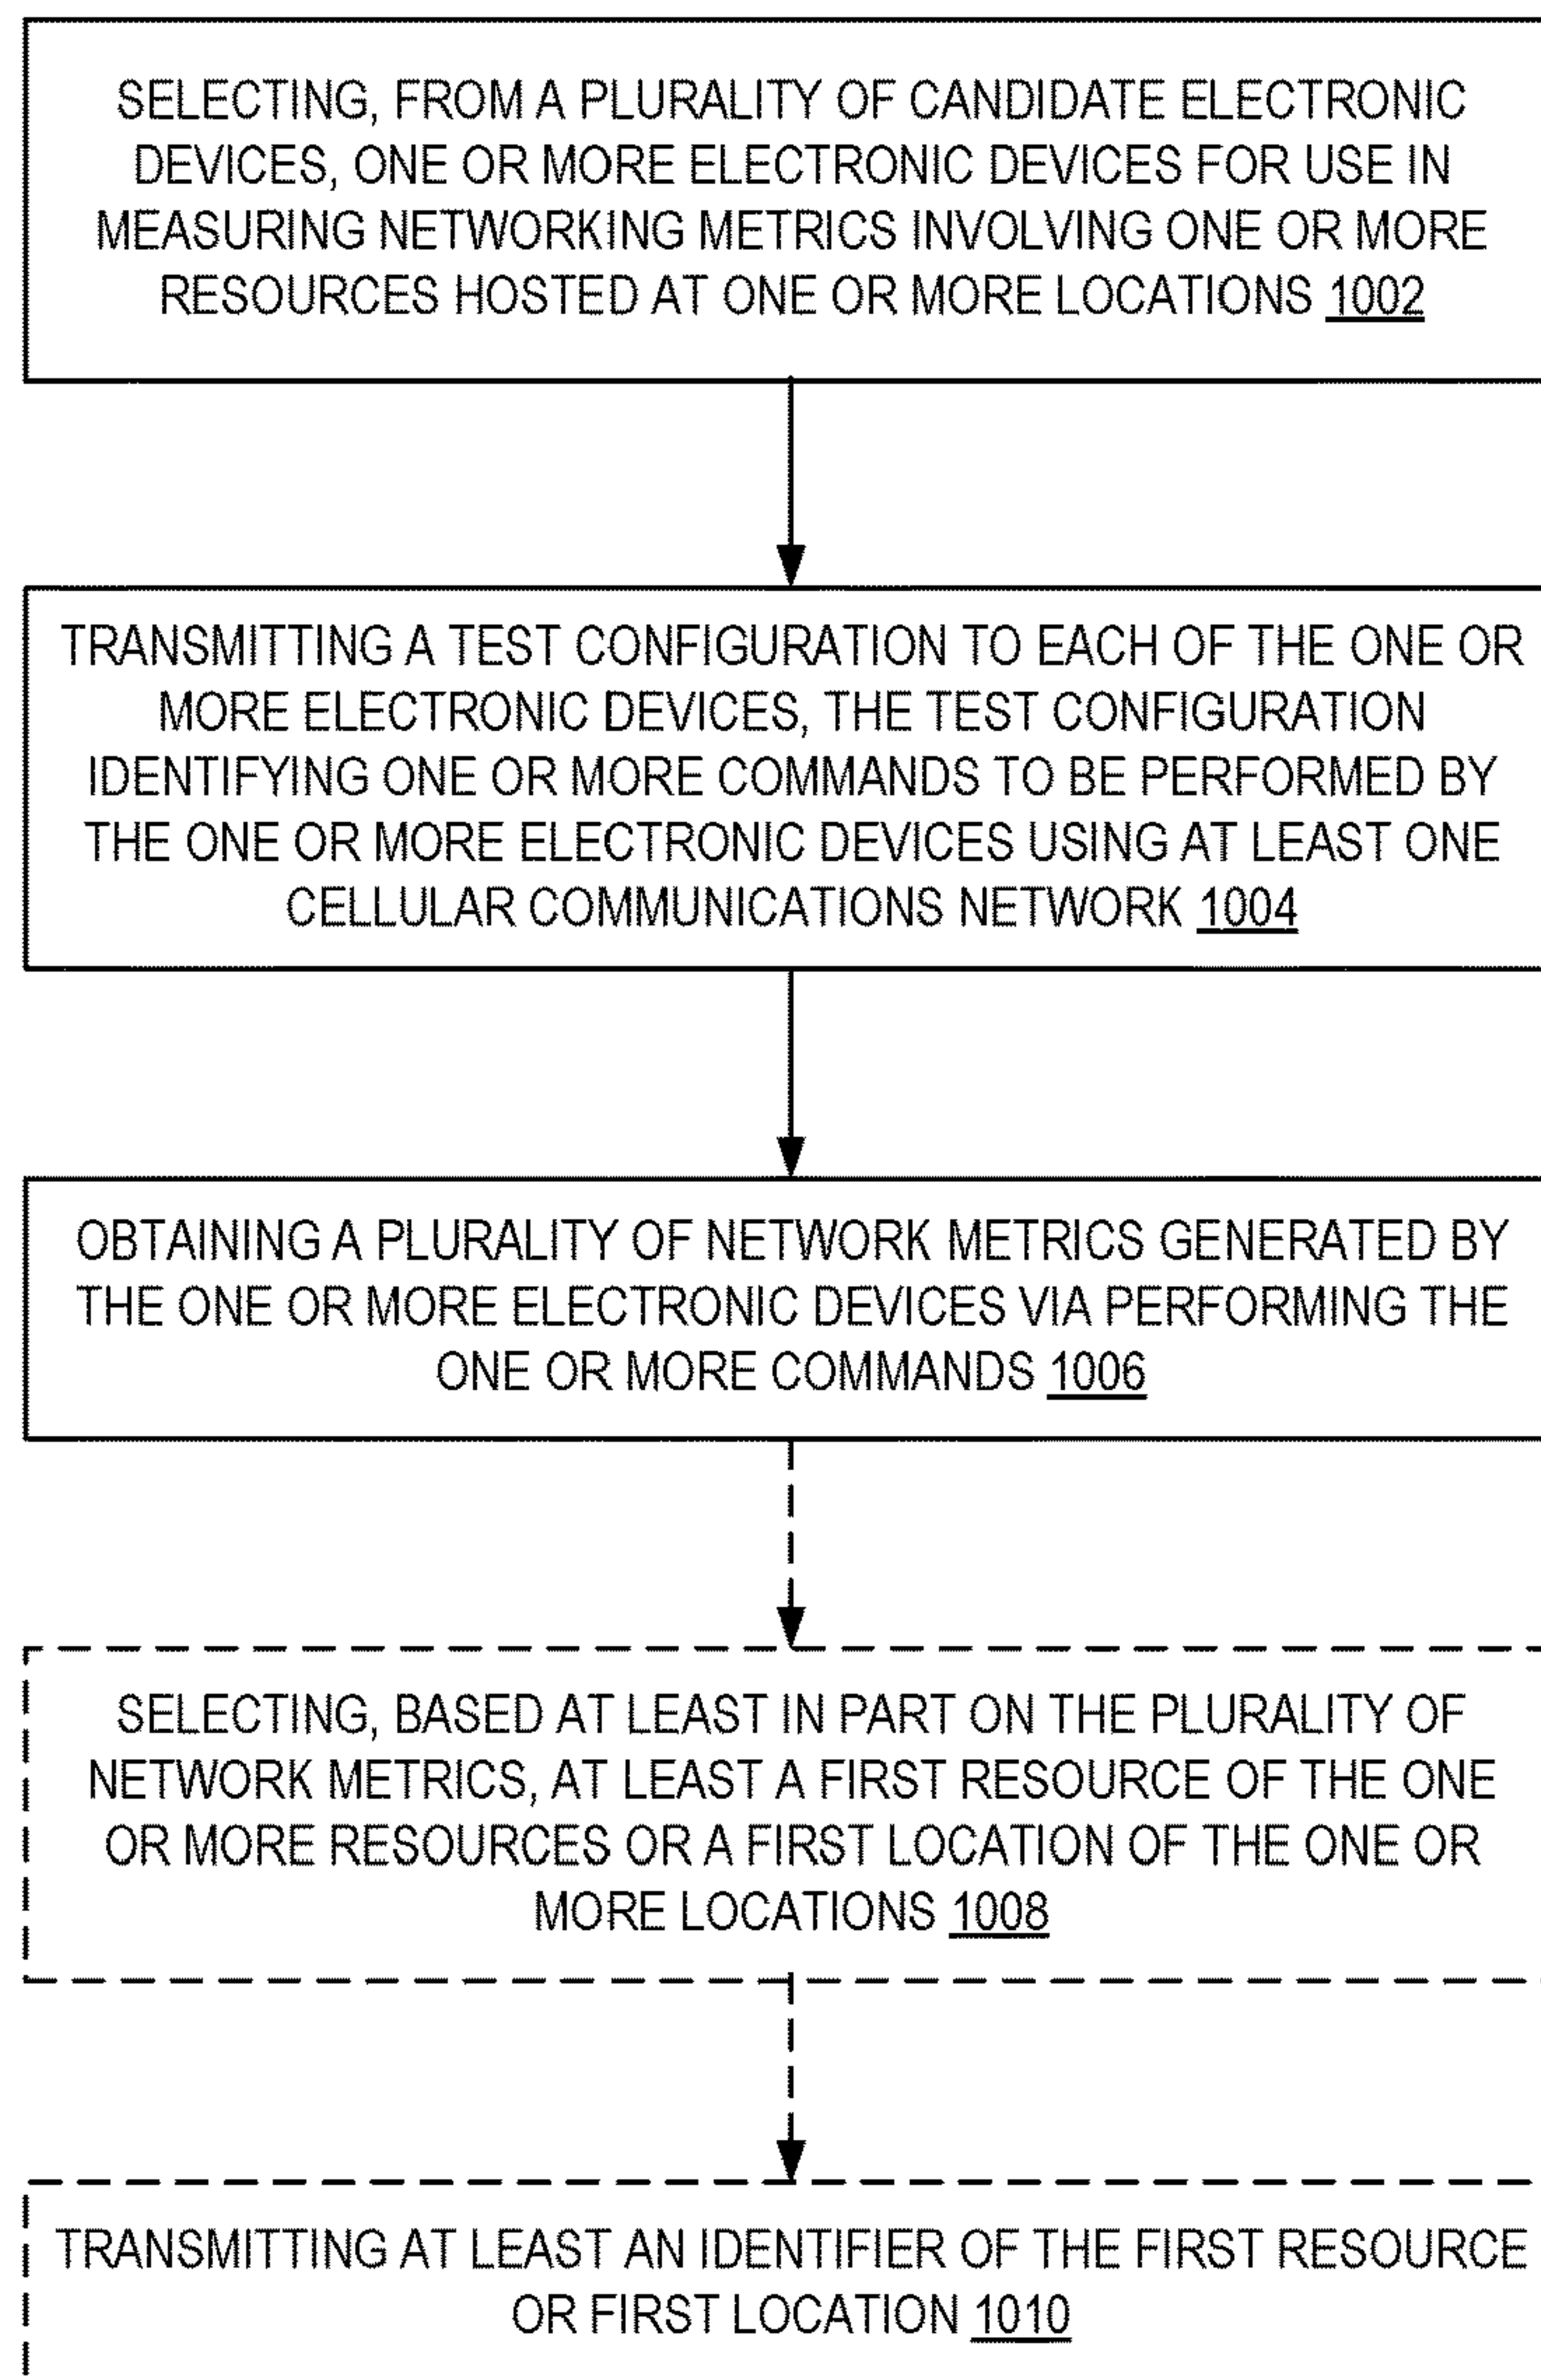 SELECTING, FROM A PLURALITY OF CANDIDATE ELECTRONIC
DEVICES, ONE OR MORE ELECTRONIC DEVICES FOR USE IN
MEASURING NETWORKING METRICS INVOLVING ONE OR MORE
RESOURCES HOSTED AT ONE OR MORE LOCATIONS 1002
TRANSMITTING A TEST CONFIGURATION TO EACH OF THE ONE OR
MORE ELECTRONIC DEVICES, THE TEST CONFIGURATION
IDENTIFYING ONE OR MORE COMMANDS TO BE PERFORMED BY
THE ONE OR MORE ELECTRONIC DEVICES USING AT LEAST ONE
CELLULAR COMMUNICATIONS NETWORK 1004
OBTAINING A PLURALITY OF NETWORK METRICS GENERATED BY
THE ONE OR MORE ELECTRONIC DEVICES VIA PERFORMING THE
ONE OR MORE COMMANDS 1006
SELECTING, BASED AT LEAST IN PART ON THE PLURALITY OF
NETWORK METRICS, AT LEAST A FIRST RESOURCE OF THE ONE
OR MORE RESOURCES OR A FIRST LOCATION OF THE ONE OR
MORE LOCATIONS 1008
TRANSMITTING AT LEAST AN IDENTIFIER OF THE FIRST RESOURCE
OR FIRST LOCATION 1010